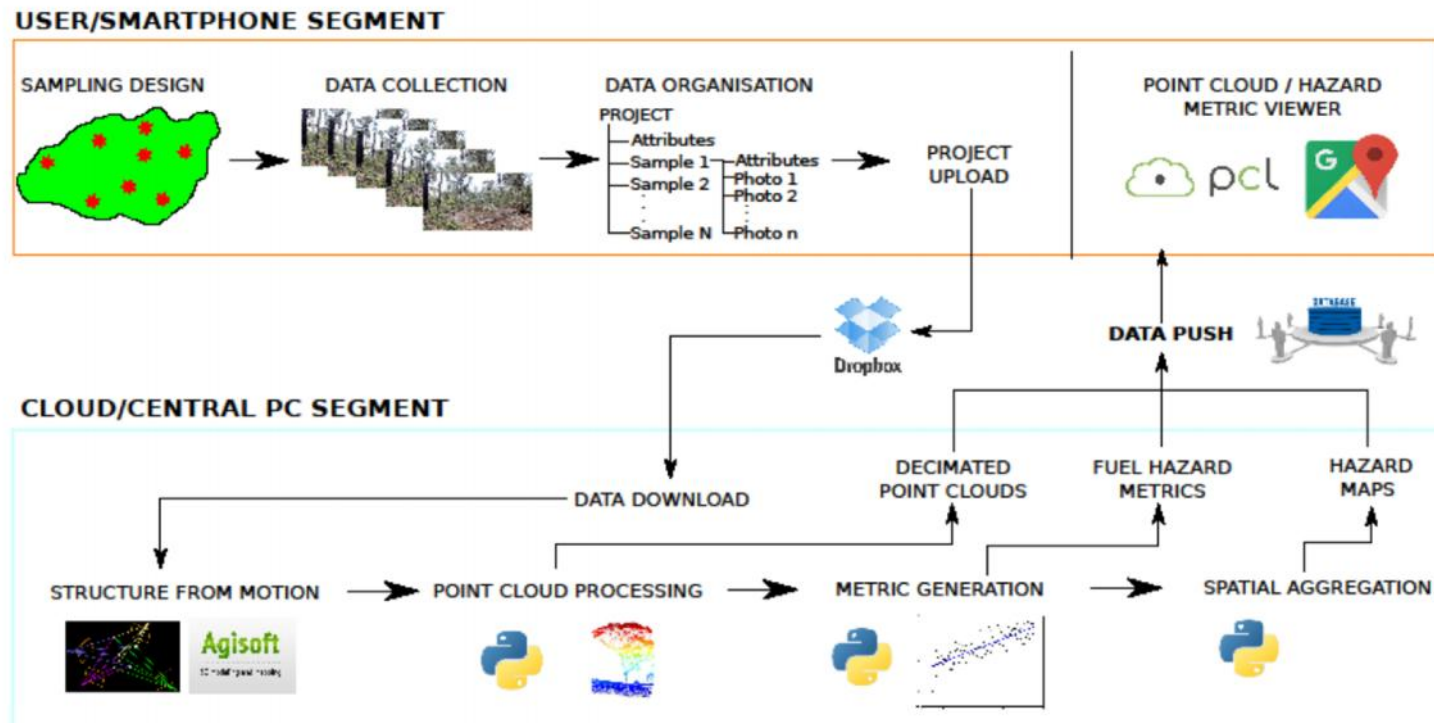 USER/SMARTPHONE SEGMENT
SAMPLING DESIGN
DATA COLLECTION
DATA ORGANISATION
PROJECT
Attributes
Sample 1
Sample 2
Sample N
Attributes
Photo 1
Photo 2
Photo n
PROJECT
UPLOAD
POINT CLOUD / HAZARD
METRIC VIEWER
pcl
G
Dropbox
DATA PUSH
DATABASE
CLOUD/CENTRAL PC SEGMENT
DATA DOWNLOAD
DECIMATED
POINT CLOUDS
FUEL HAZARD
METRICS
HAZARD
MAPS
STRUCTURE FROM MOTION
POINT CLOUD PROCESSING
METRIC GENERATION
SPATIAL AGGREGATION
Agisoft